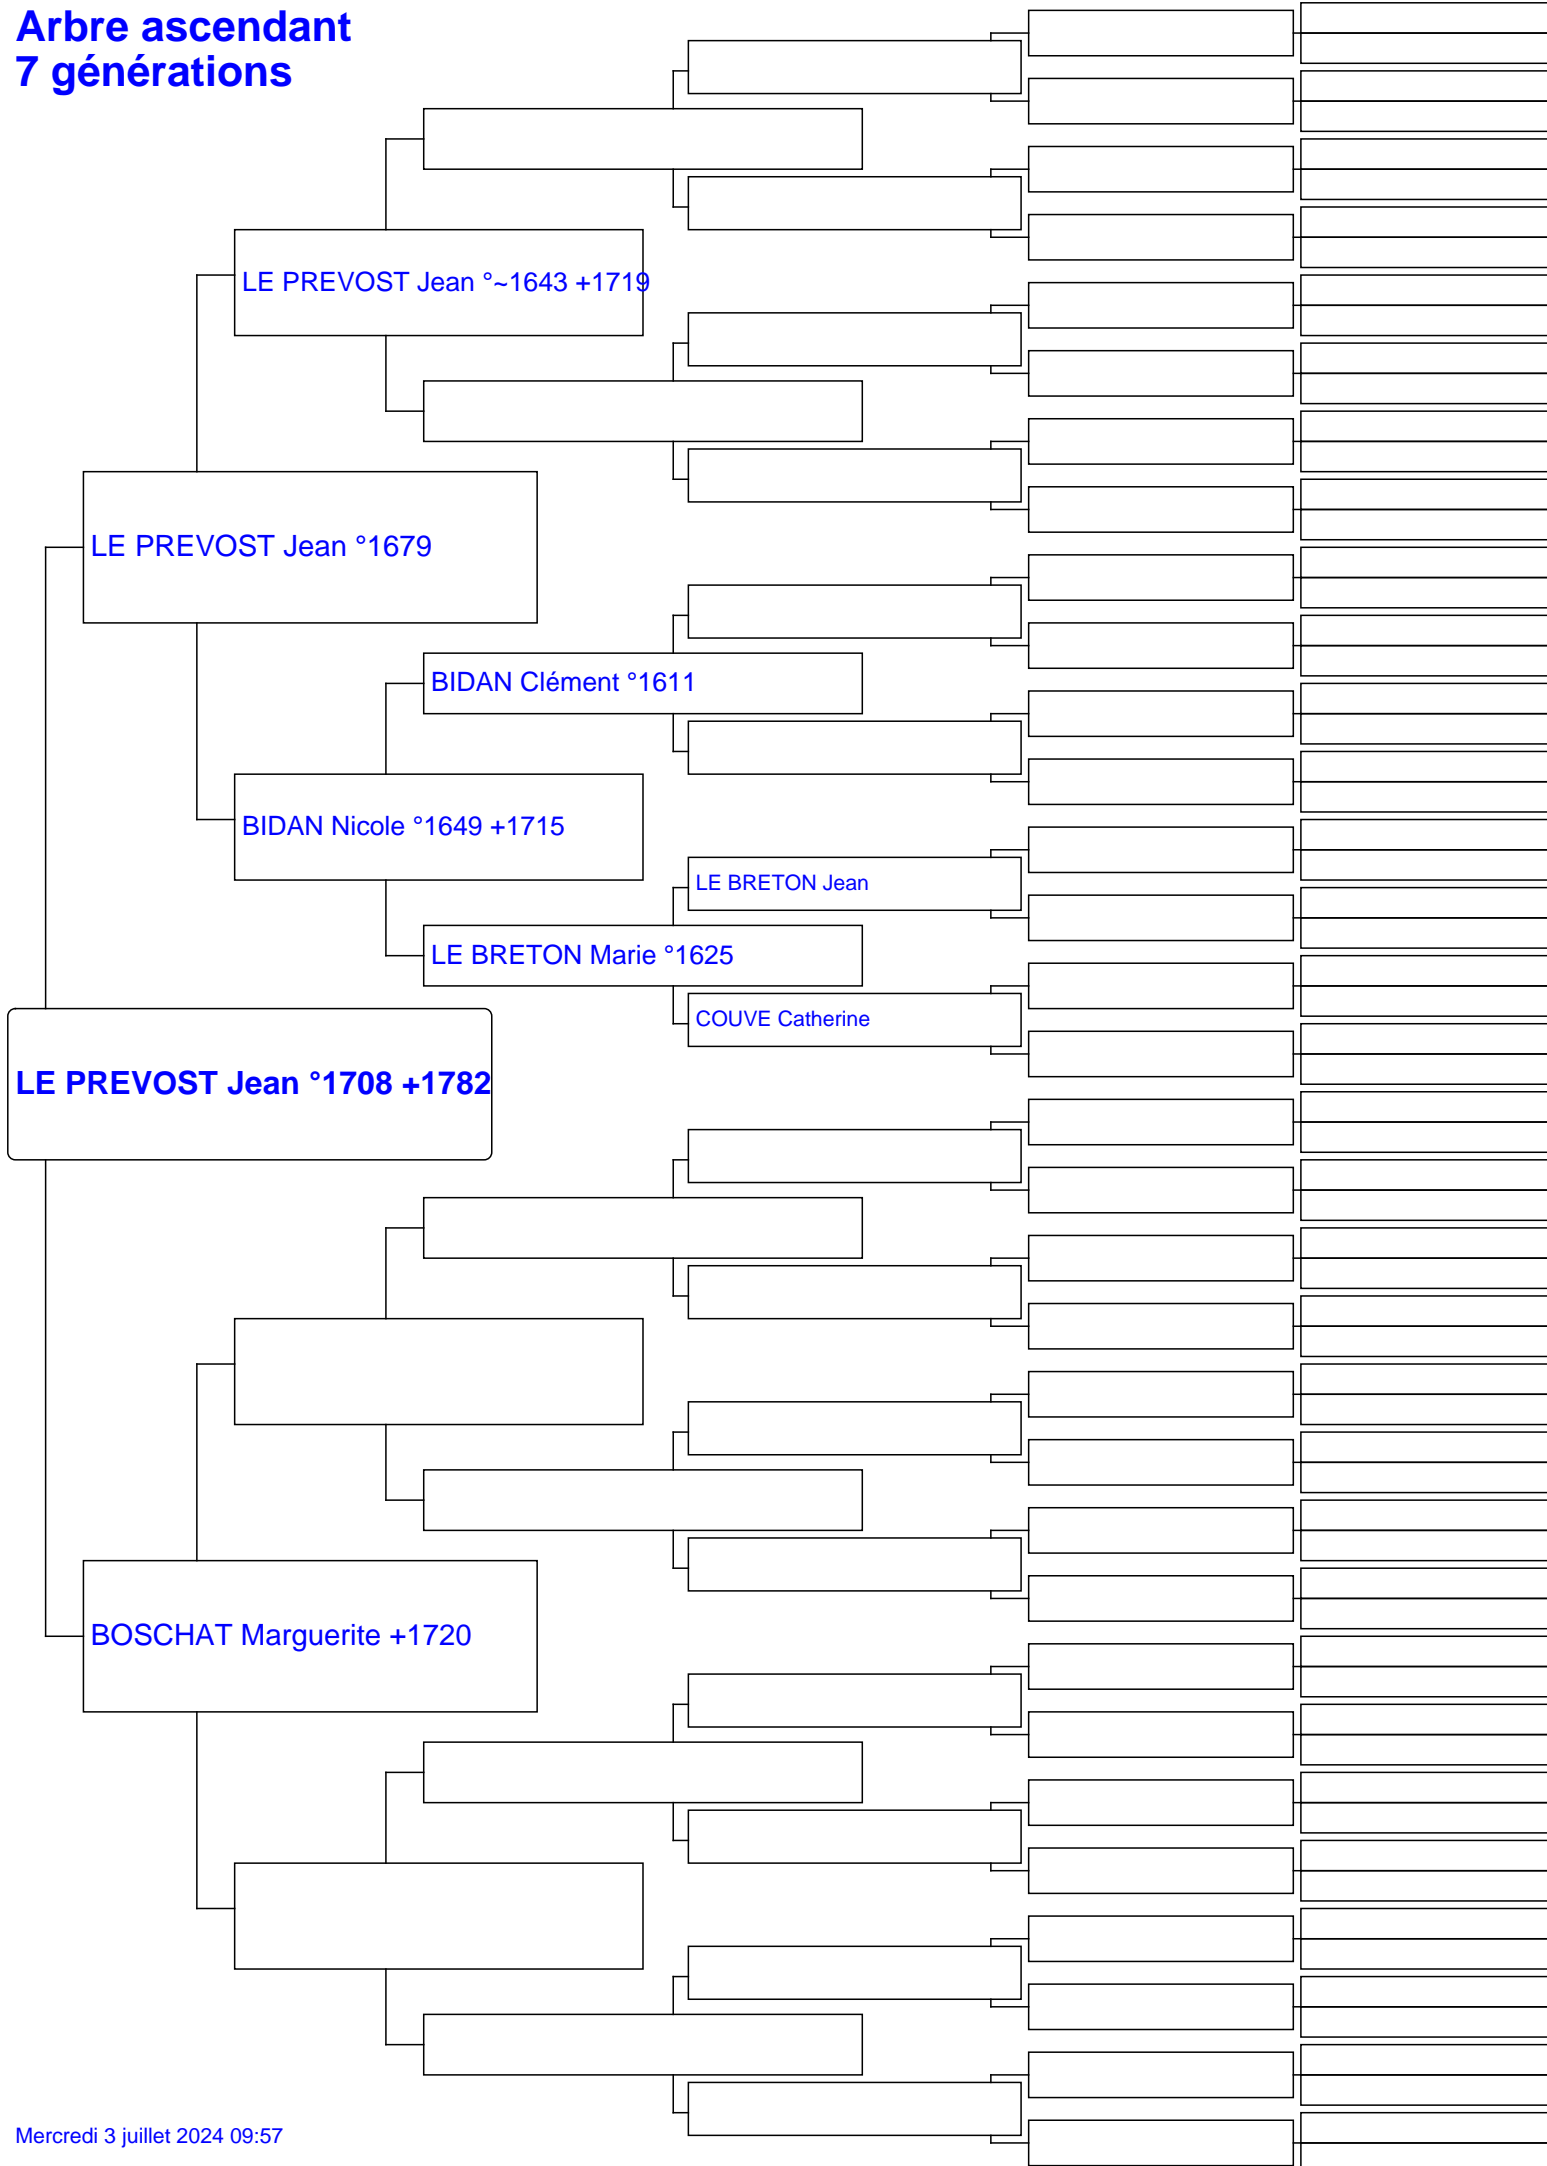 Arbre ascendant
7 générations
LE PREVOST Jean °~1643 +1719
LE PREVOST Jean °1679
BIDAN Clément °1611
BIDAN Nicole °1649 +1715
LE BRETON Jean
LE BRETON Marie °1625
COUVE Catherine
LE PREVOST Jean °1708 +1782
BOSCHAT Marguerite +1720
Mercredi 3 juillet 2024 09:57